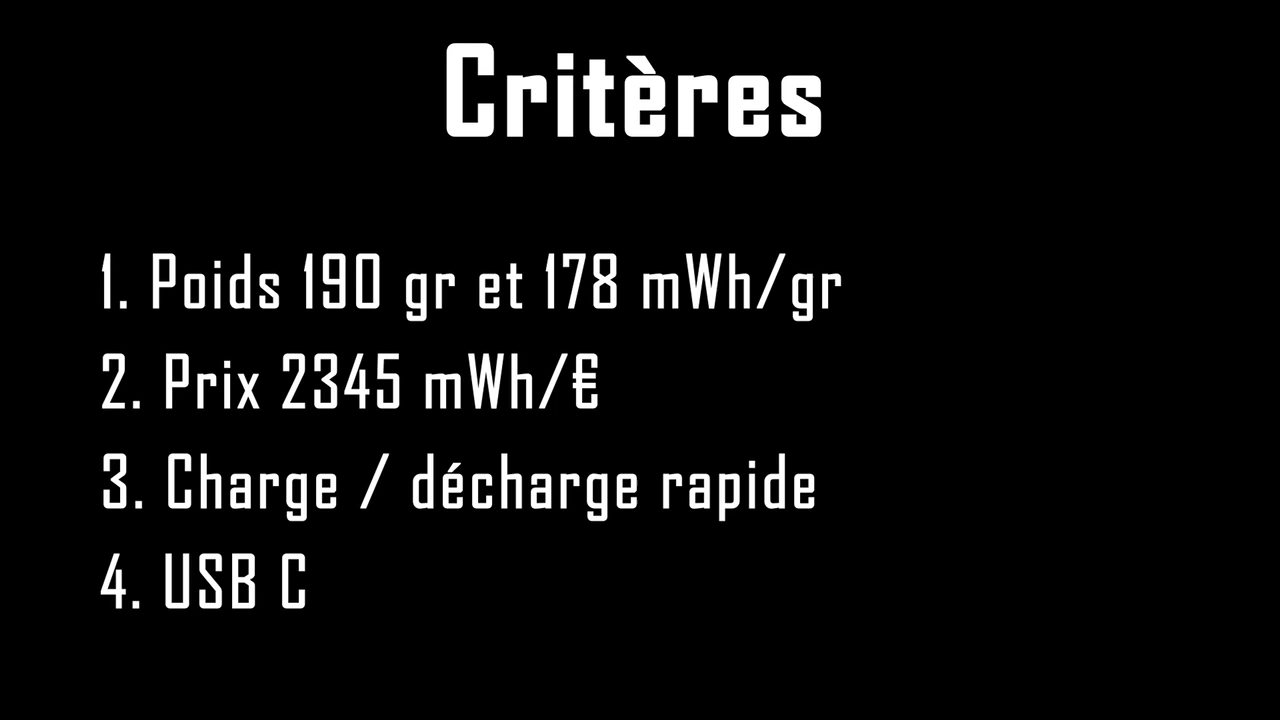 Critères
1. Poids 190 gr et 178 mWh/gr
2. Prix 2345 mWh/€
3. Charge / décharge rapide
4. USB C